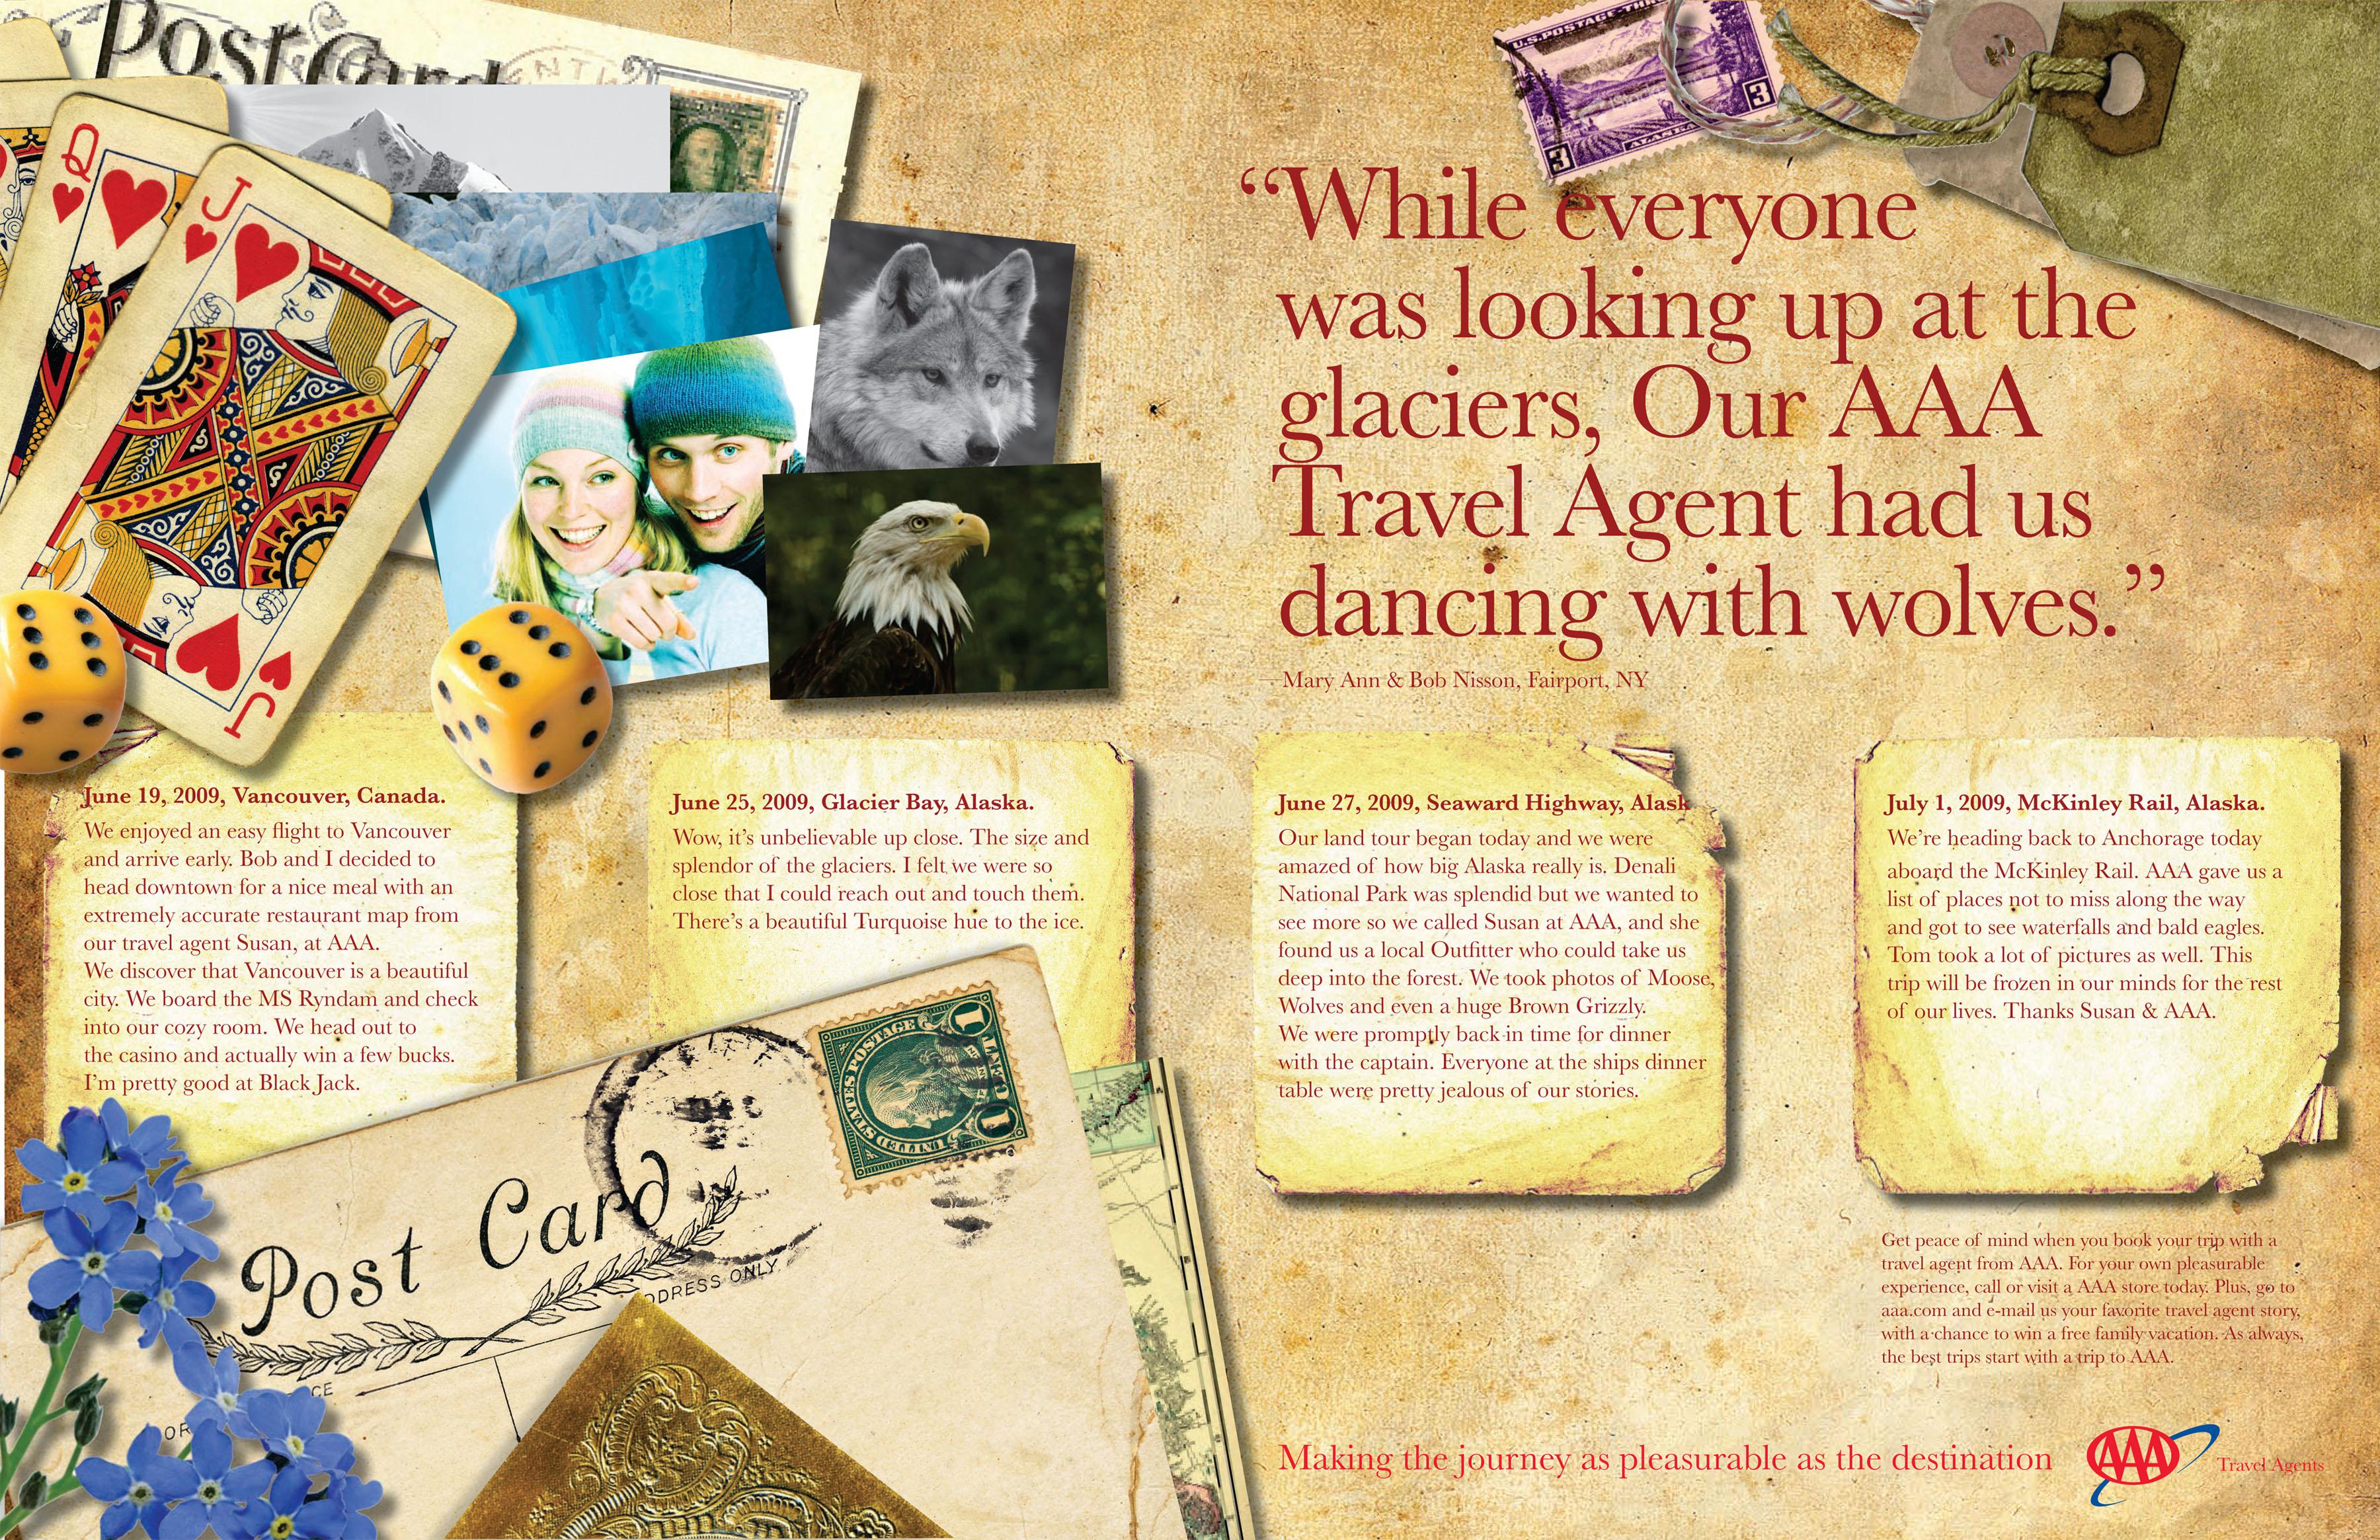 Post Card
U.S. POSTAGE-TH
3
3
ALASKA
Q
J
J
“While everyone
was looking up at the
glaciers, Our AAA
Travel Agent had us
dancing with wolves.”
—Mary Ann & Bob Nisson, Fairport, NY
June 19, 2009, Vancouver, Canada.
We enjoyed an easy flight to Vancouver
and arrive early. Bob and I decided to
head downtown for a nice meal with an
extremely accurate restaurant map from
our travel agent Susan, at AAA.
We discover that Vancouver is a beautiful
city. We board the MS Ryndam and check
into our cozy room. We head out to
the casino and actually win a few bucks.
I’m pretty good at Black Jack.
June 25, 2009, Glacier Bay, Alaska.
Wow, it’s unbelievable up close. The size and
splendor of the glaciers. I felt we were so
close that I could reach out and touch them.
There’s a beautiful Turquoise hue to the ice.
June 27, 2009, Seaward Highway, Alask
Our land tour began today and we were
amazed of how big Alaska really is. Denali
National Park was splendid but we wanted to
see more so we called Susan at AAA, and she
found us a local Outfitter who could take us
deep into the forest. We took photos of Moose,
Wolves and even a huge Brown Grizzly.
We were promptly back in time for dinner
with the captain. Everyone at the ships dinner
table were pretty jealous of our stories.
July 1, 2009, McKinley Rail, Alaska.
We’re heading back to Anchorage today
aboard the McKinley Rail. AAA gave us a
list of places not to miss along the way
and got to see waterfalls and bald eagles.
Tom took a lot of pictures as well. This
trip will be frozen in our minds for the rest
of our lives. Thanks Susan & AAA.
UNITED STATES POSTAGE
1 CENT 1
Post Card
DDRESS ONLY
Get peace of mind when you book your trip with a
travel agent from AAA. For your own pleasurable
experience, call or visit a AAA store today. Plus, go to
aaa.com and e-mail us your favorite travel agent story,
with a chance to win a free family vacation. As always,
the best trips start with a trip to AAA.
Making the journey as pleasurable as the destination
AAA
Travel Agents